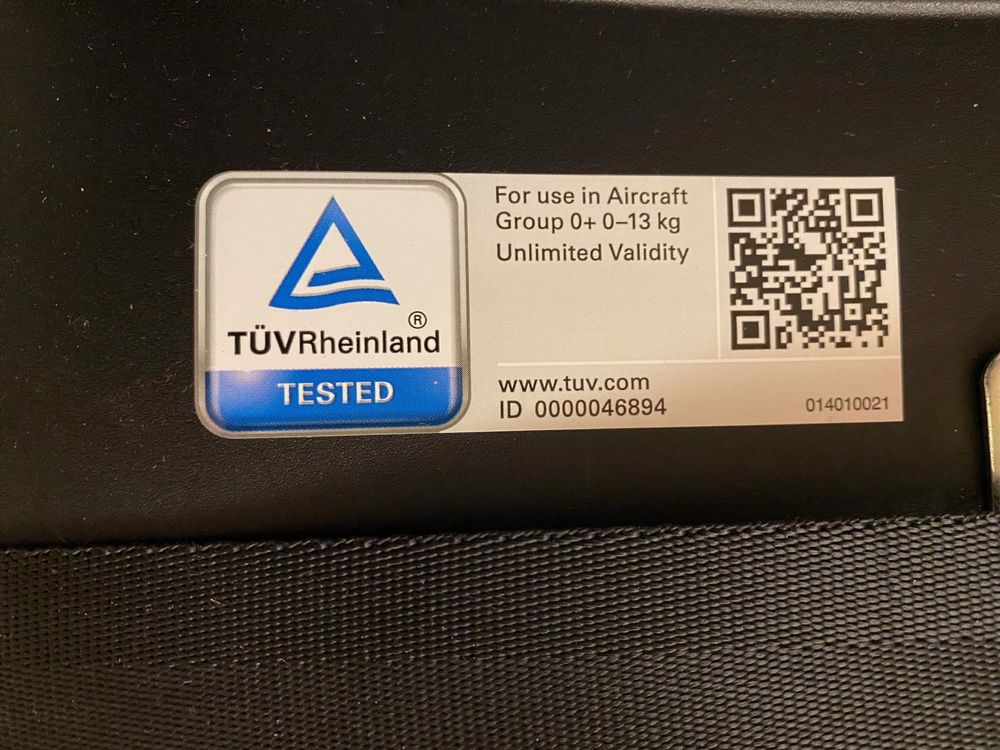 TÜVRheinland®
TESTED
For use in Aircraft
Group 0+ 0–13 kg
Unlimited Validity
www.tuv.com
ID 0000046894
014010021